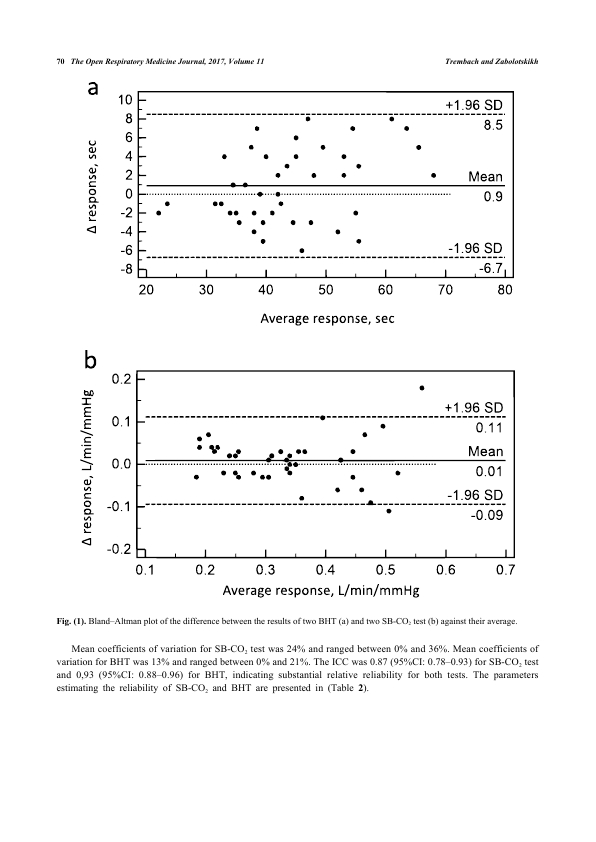 70 The Open Respiratory Medicine Journal, 2017, Volume 11 Trembach and Zabolotskikh
a
10
8
6
4
2
0
-2
-4
-6
-8
Δ response, sec
+1.96 SD
8.5
Mean
0.9
-1.96 SD
-6.7
20 30 40 50 60 70 80
Average response, sec
b
0.2
0.1
0.0
-0.1
-0.2
Δ response, L/min/mmHg
+1.96 SD
0.11
Mean
0.01
-1.96 SD
-0.09
0.1 0.2 0.3 0.4 0.5 0.6 0.7
Average response, L/min/mmHg
Fig. (1). Bland–Altman plot of the difference between the results of two BHT (a) and two SB-CO₂ test (b) against their average.
Mean coefficients of variation for SB-CO₂ test was 24% and ranged between 0% and 36%. Mean coefficients of
variation for BHT was 13% and ranged between 0% and 21%. The ICC was 0.87 (95%CI: 0.78–0.93) for SB-CO₂ test
and 0,93 (95%CI: 0.88–0.96) for BHT, indicating substantial relative reliability for both tests. The parameters
estimating the reliability of SB-CO₂ and BHT are presented in (Table 2).